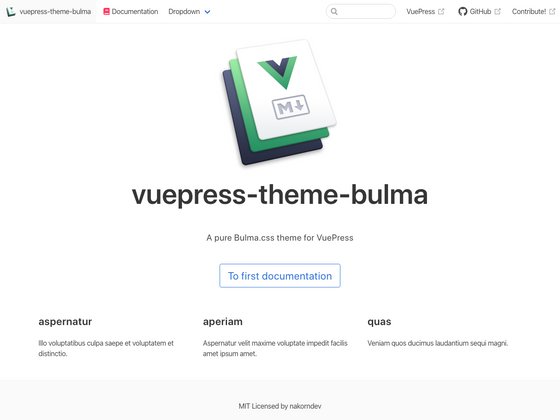 vuepress-theme-bulma Documentation Dropdown VuePress GitHub Contribute!
M
vuepress-theme-bulma
A pure Bulma.css theme for VuePress
To first documentation
aspernatur aperiam quas
Illo voluptatibus culpa saepe et voluptatem et Aspernatur velit maxime voluptate impedit facilis Veniam quos ducimus laudantium sequi magni.
distinctio. amet ipsum amet.
MIT Licensed by nakorndev